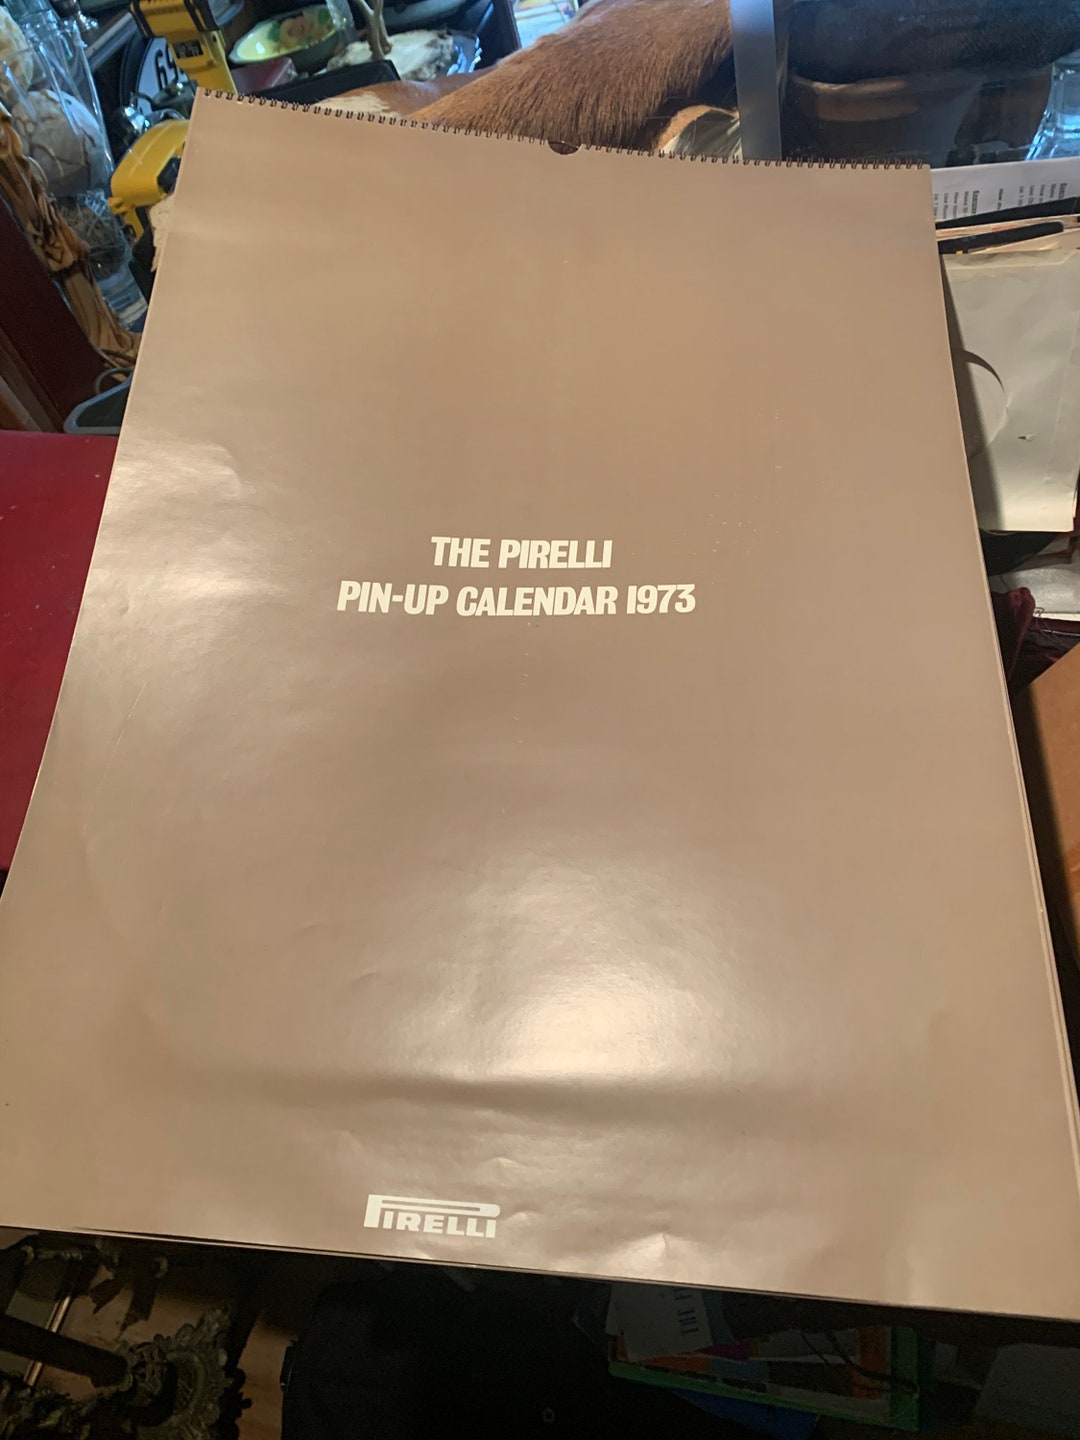 THE PIRELLI
PIN-UP CALENDAR 1973
PIRELLI